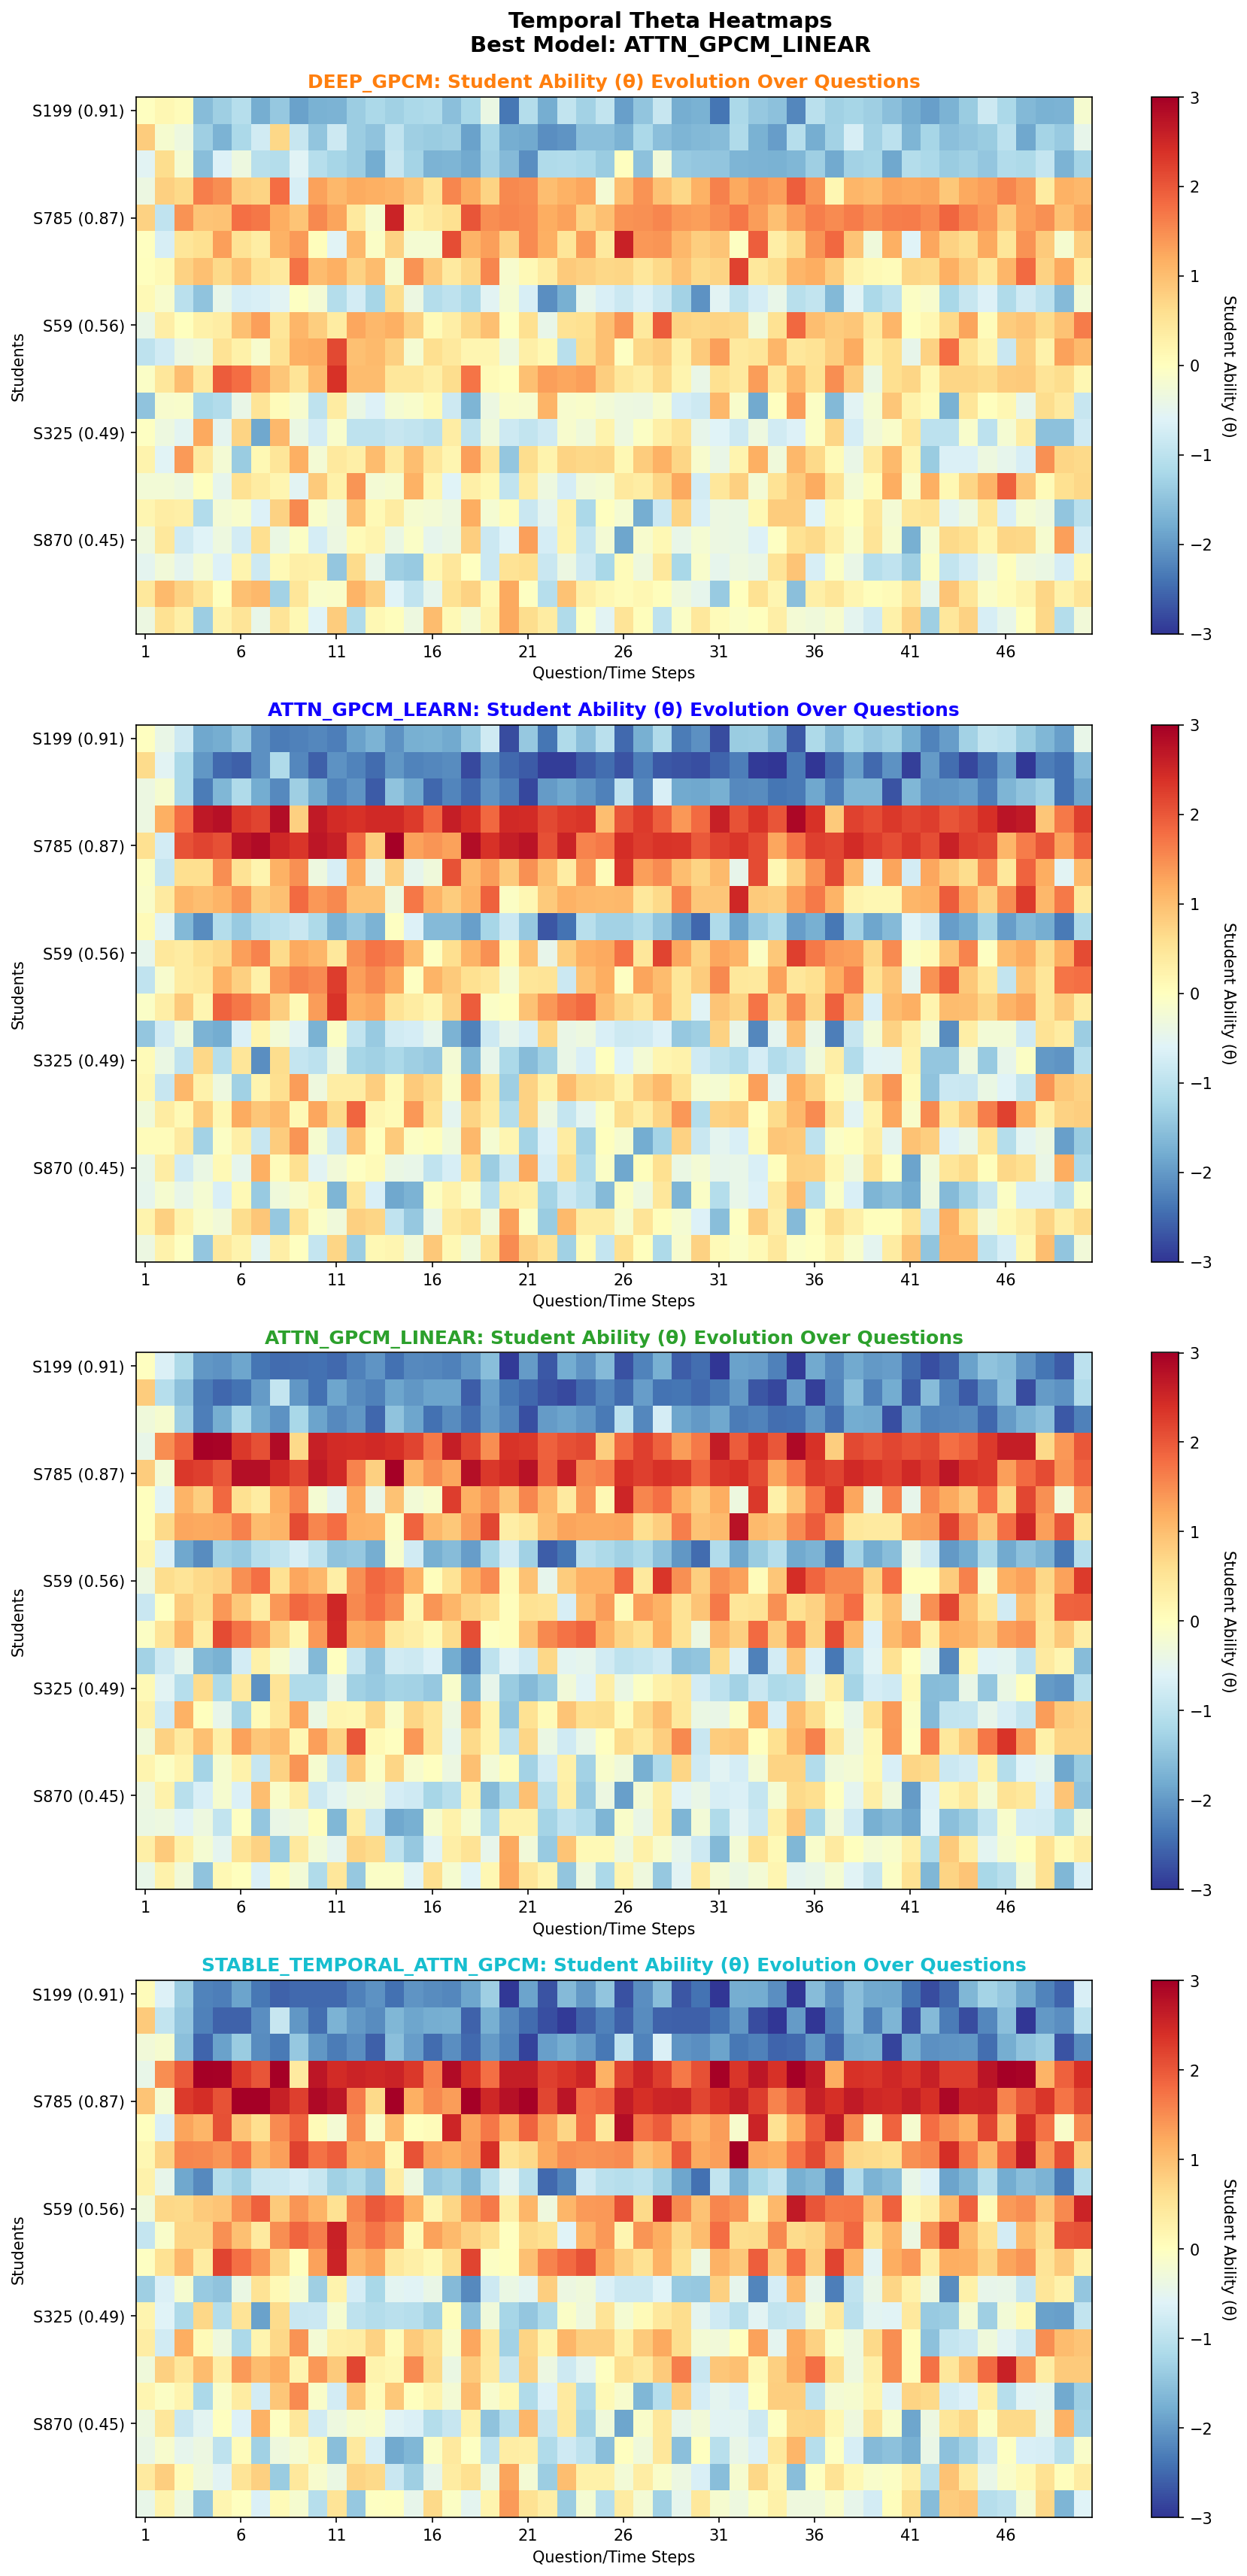 Temporal Theta Heatmaps
Best Model: ATTN_GPCM_LINEAR
DEEP_GPCM: Student Ability (θ) Evolution Over Questions
S199 (0.91)
S785 (0.87)
S59 (0.56)
S325 (0.49)
S870 (0.45)
Students
1 6 11 16 21 26 31 36 41 46
Question/Time Steps
3
2
1
0
−1
−2
−3
Student Ability (θ)
ATTN_GPCM_LEARN: Student Ability (θ) Evolution Over Questions
S199 (0.91)
S785 (0.87)
S59 (0.56)
S325 (0.49)
S870 (0.45)
Students
1 6 11 16 21 26 31 36 41 46
Question/Time Steps
3
2
1
0
−1
−2
−3
Student Ability (θ)
ATTN_GPCM_LINEAR: Student Ability (θ) Evolution Over Questions
S199 (0.91)
S785 (0.87)
S59 (0.56)
S325 (0.49)
S870 (0.45)
Students
1 6 11 16 21 26 31 36 41 46
Question/Time Steps
3
2
1
0
−1
−2
−3
Student Ability (θ)
STABLE_TEMPORAL_ATTN_GPCM: Student Ability (θ) Evolution Over Questions
S199 (0.91)
S785 (0.87)
S59 (0.56)
S325 (0.49)
S870 (0.45)
Students
1 6 11 16 21 26 31 36 41 46
Question/Time Steps
3
2
1
0
−1
−2
−3
Student Ability (θ)